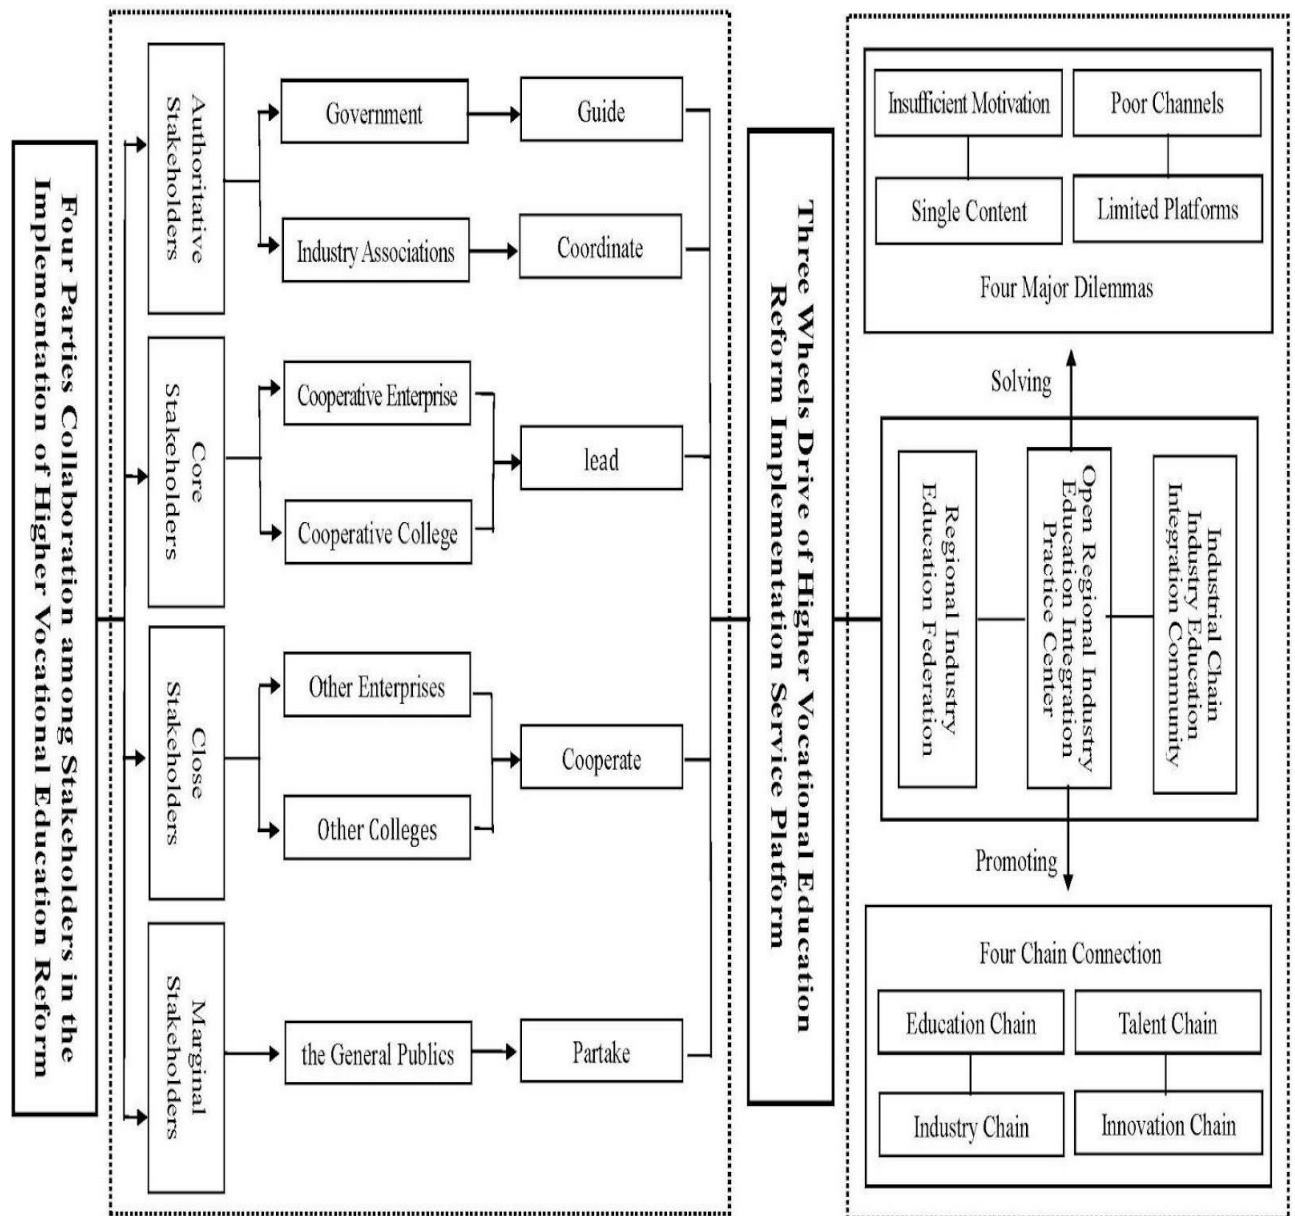 Four Parties Collaboration among Stakeholders in the
Implementation of Higher Vocational Education Reform
Authoritative
Stakeholders
Government
Guide
Industry Associations
Coordinate
Core
Stakeholders
Cooperative Enterprise
Cooperative College
lead
Close
Stakeholders
Other Enterprises
Other Colleges
Cooperate
Marginal
Stakeholders
the General Publics
Partake
Three Wheels Drive of Higher Vocational Education
Reform Implementation Service Platform
Insufficient Motivation
Poor Channels
Single Content
Limited Platforms
Four Major Dilemmas
Solving
Regional Industry
Education Federation
Open Regional Industry
Education Integration
Practice Center
Industrial Chain
Industry Education
Integration Community
Promoting
Four Chain Connection
Education Chain
Talent Chain
Industry Chain
Innovation Chain